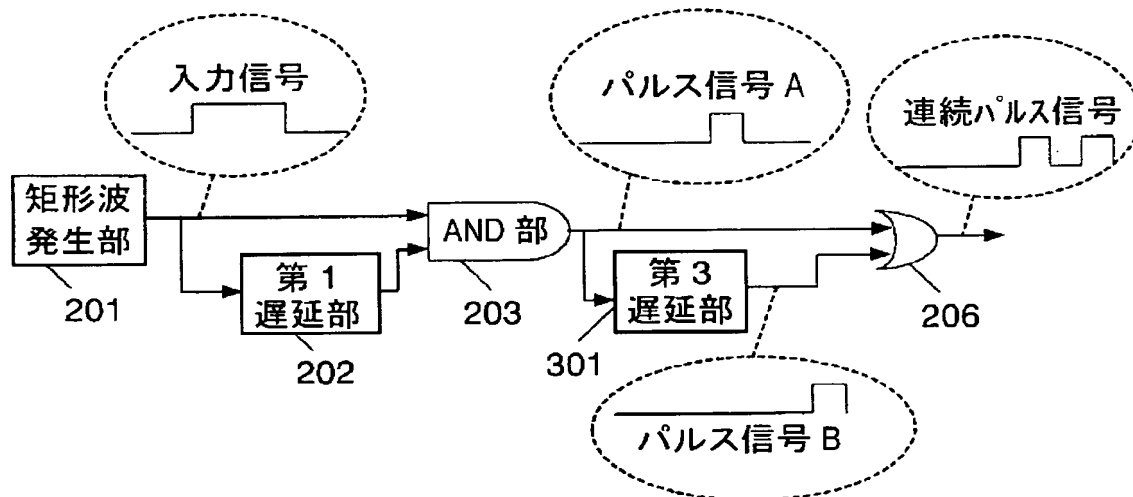 入力信号
パルス信号 A
連続パルス信号
矩形波
発生部
201
第 1
遅延部
202
AND 部
203
第 3
遅延部
301
206
パルス信号 B